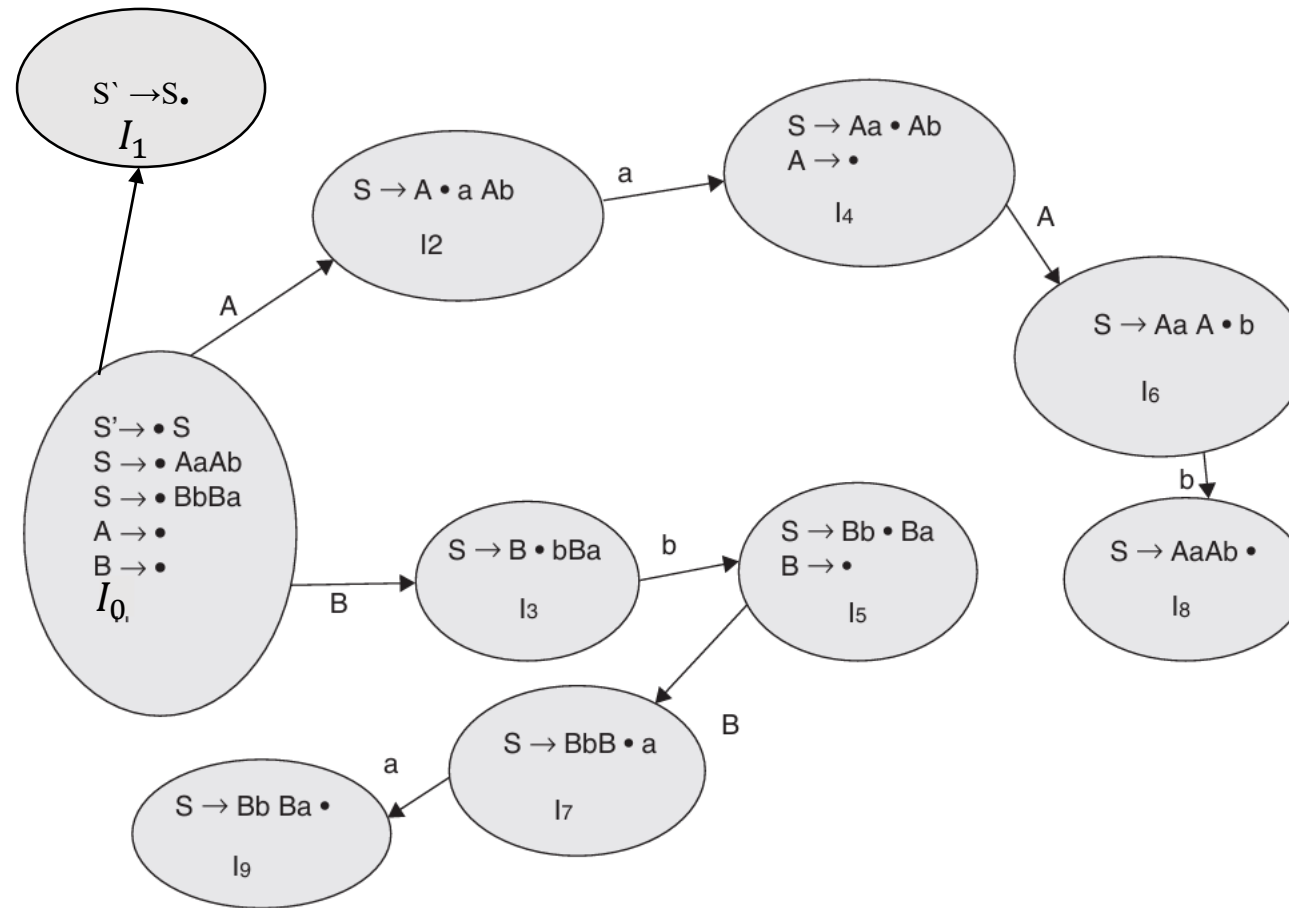 S` →S•
I₁
S → A • a Ab
I2
a
S → Aa • Ab
A → •
I4
A
A
S → Aa A • b
I6
b
S → AaAb •
I8
S’ → • S
S → • AaAb
S → • BbBa
A → •
B → •
I₀
B
S → B • bBa
I3
b
S → Bb • Ba
B → •
I5
B
S → BbB • a
I7
a
S → Bb Ba •
I9